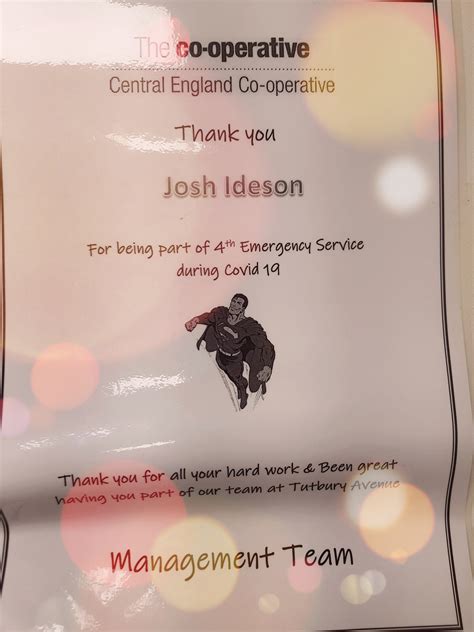 The co-operative
Central England Co-operative
Thank you
Josh Ideson
For being part of 4th Emergency Service
during Covid 19
Thank you for all your hard work & Been great
having you part of our team at Tutbury Avenue
Management Team